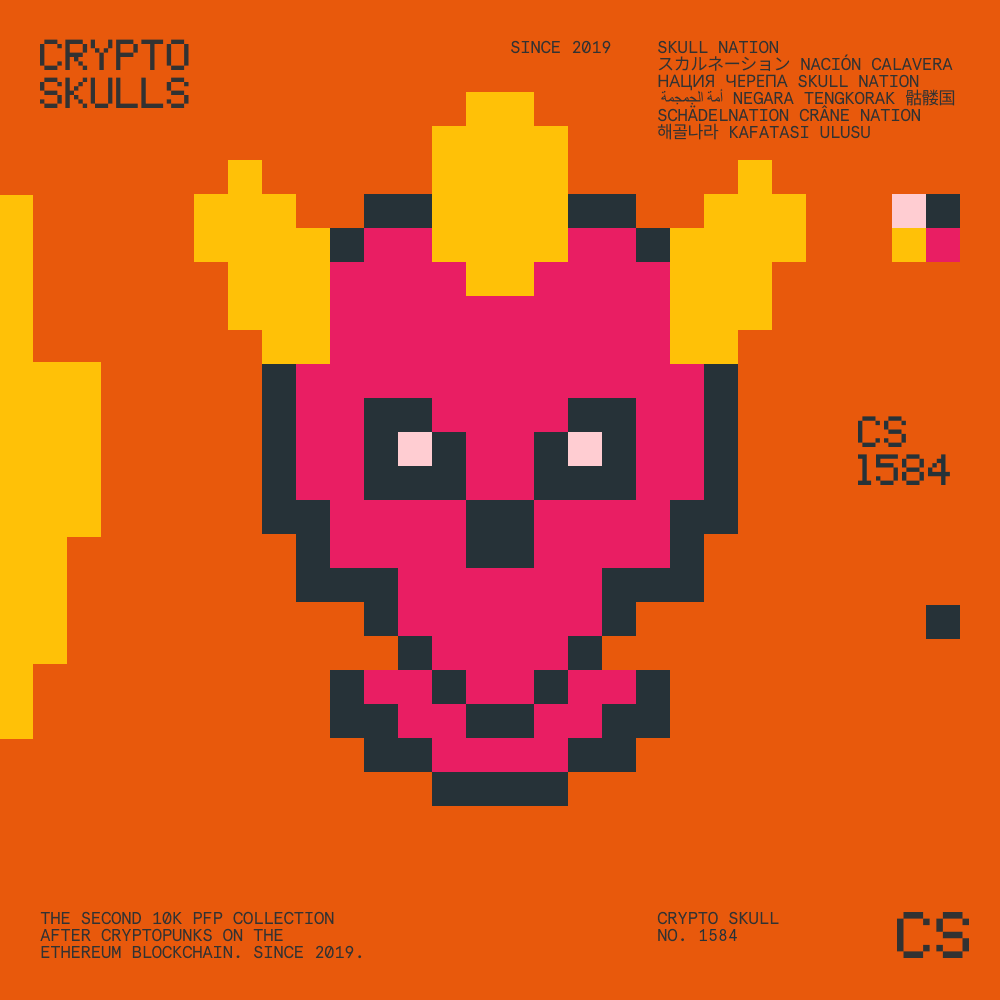 CRYPTO
SKULLS
SINCE 2019
SKULL NATION
スカルネーション NACIÓN CALAVERA
НАЦИЯ ЧЕРЕПА SKULL NATION
أمة الجمجمة NEGARA TENGKORAK 骷髅国
SCHÄDELNATION CRÂNE NATION
해골나라 KAFATASI ULUSU
CS
1584
THE SECOND 10K PFP COLLECTION
AFTER CRYPTOPUNKS ON THE
ETHEREUM BLOCKCHAIN. SINCE 2019.
CRYPTO SKULL
NO. 1584
CS